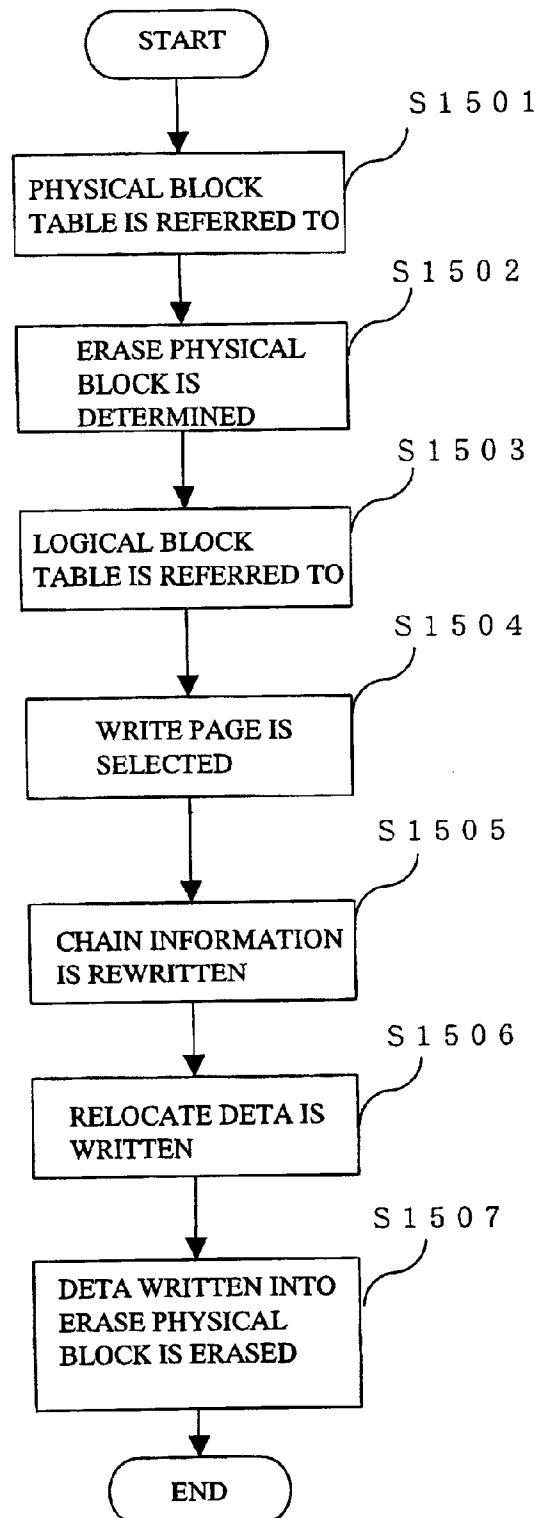 START
S1501
PHYSICAL BLOCK
TABLE IS REFERRED TO
S1502
ERASE PHYSICAL
BLOCK IS
DETERMINED
S1503
LOGICAL BLOCK
TABLE IS REFERRED TO
S1504
WRITE PAGE IS
SELECTED
S1505
CHAIN INFORMATION
IS REWRITTEN
S1506
RELOCATE DETA IS
WRITTEN
S1507
DETA WRITTEN INTO
ERASE PHYSICAL
BLOCK IS ERASED
END